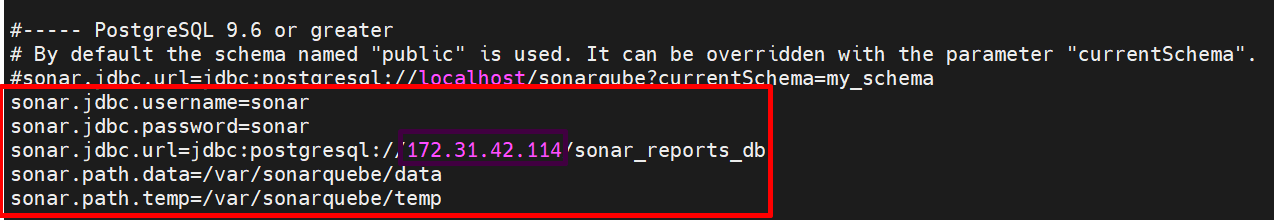 #----- PostgreSQL 9.6 or greater
# By default the schema named "public" is used. It can be overridden with the parameter "currentSchema".
#sonar.jdbc.url=jdbc:postgresql://localhost/sonarqube?currentSchema=my_schema
sonar.jdbc.username=sonar
sonar.jdbc.password=sonar
sonar.jdbc.url=jdbc:postgresql://172.31.42.114/sonar_reports_db
sonar.path.data=/var/sonarquebe/data
sonar.path.temp=/var/sonarquebe/temp